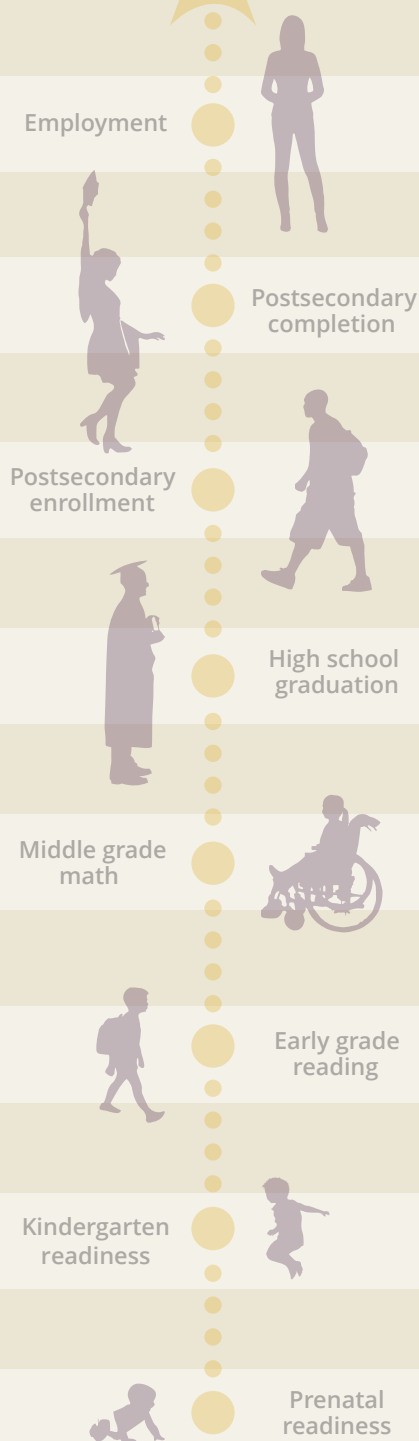 Employment
Postsecondary
completion
Postsecondary
enrollment
High school
graduation
Middle grade
math
Early grade
reading
Kindergarten
readiness
Prenatal
readiness